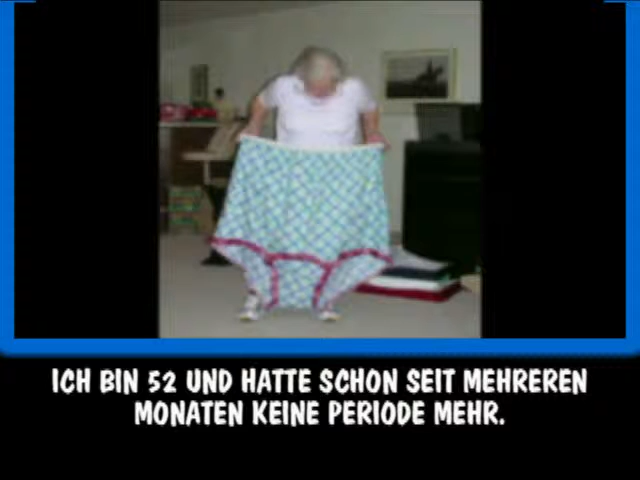 ICH BIN 52 UND HATTE SCHON SEIT MEHREREN
MONATEN KEINE PERIODE MEHR.